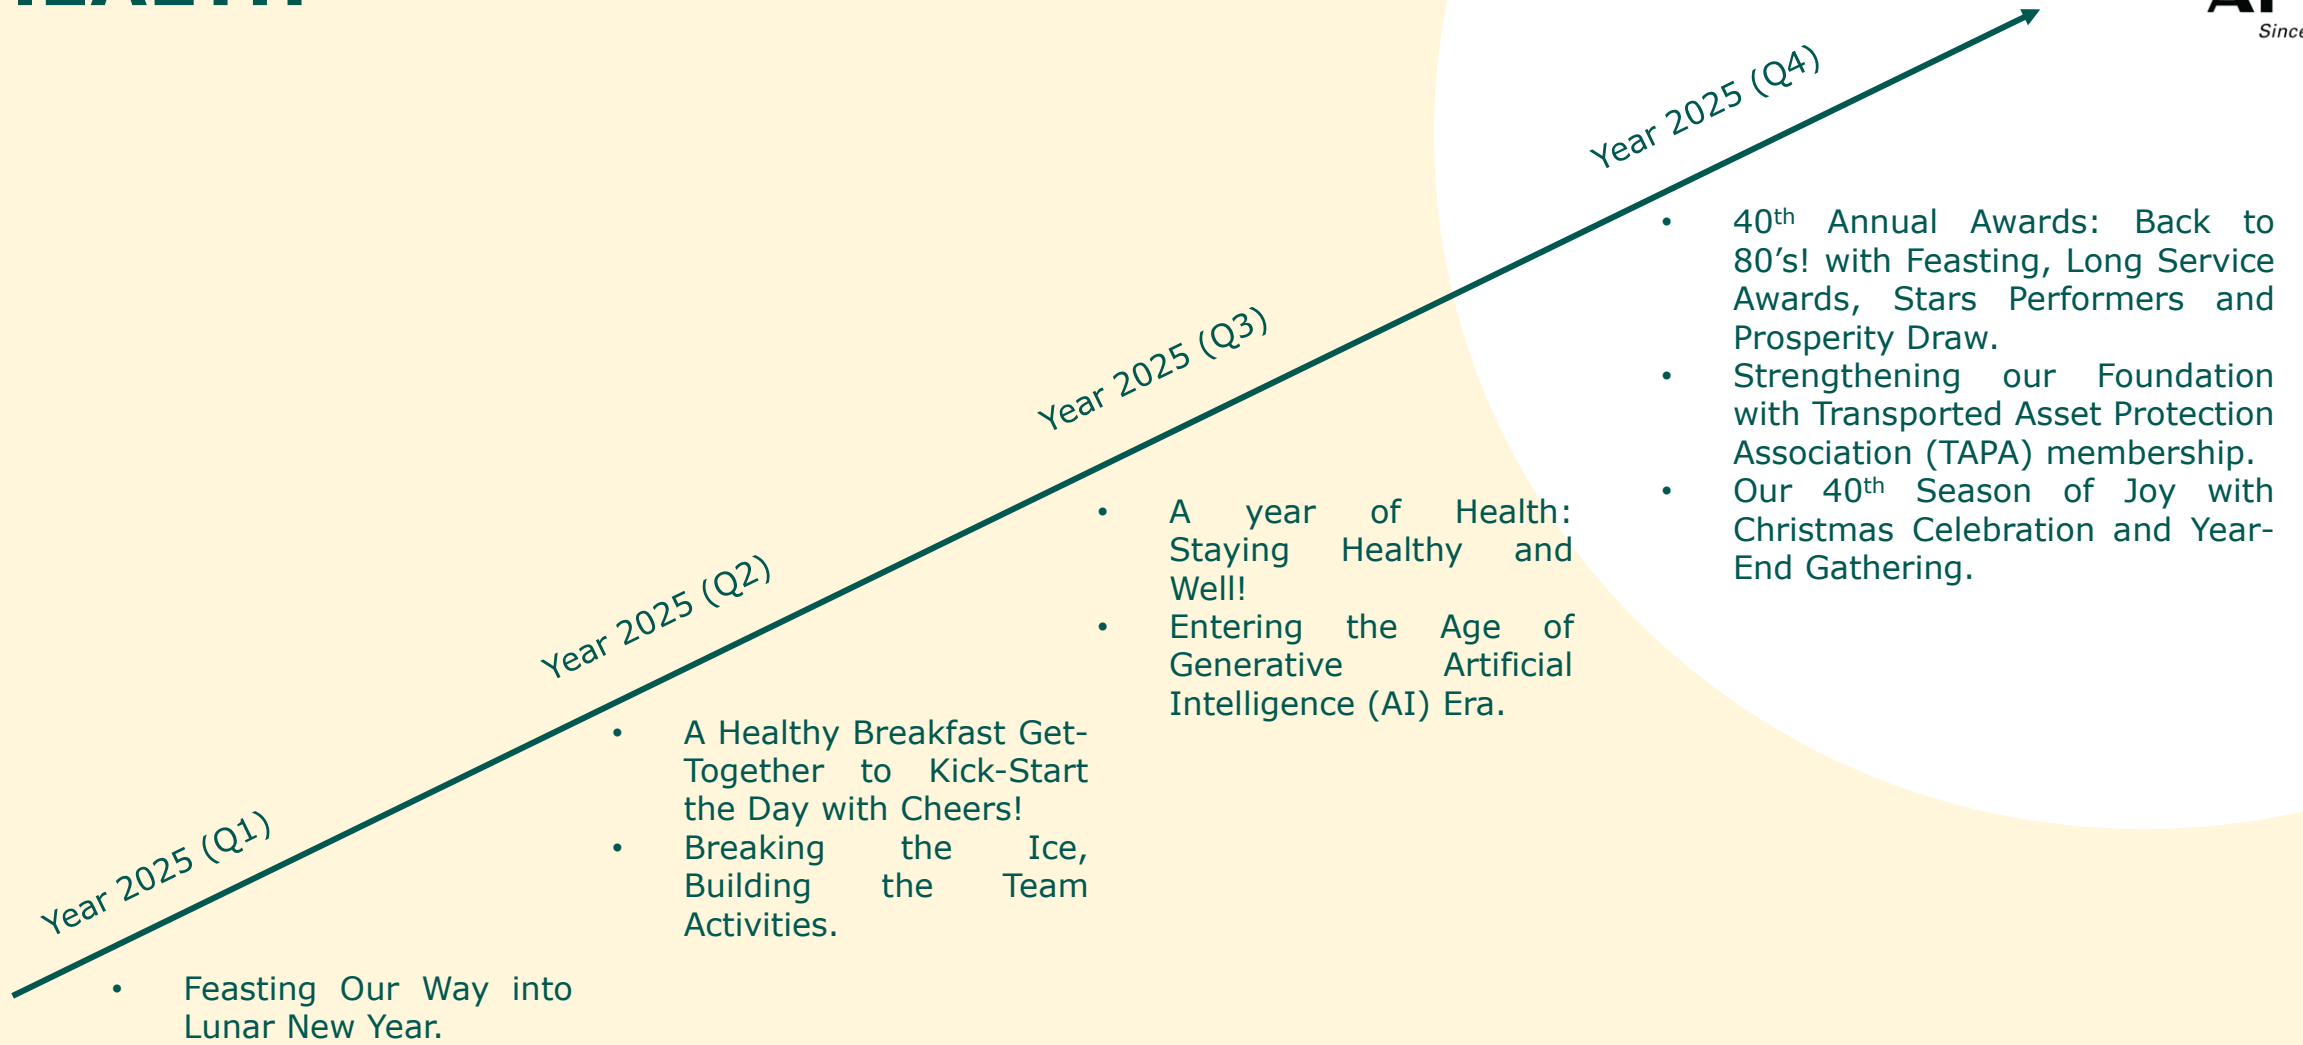 Year 2025 (Q1)
• Feasting Our Way into
Lunar New Year.
Year 2025 (Q2)
• A Healthy Breakfast Get-
Together to Kick-Start
the Day with Cheers!
• Breaking the Ice,
Building the Team
Activities.
Year 2025 (Q3)
• A year of Health:
Staying Healthy and
Well!
• Entering the Age of
Generative Artificial
Intelligence (AI) Era.
Year 2025 (Q4)
• 40th Annual Awards: Back to
80’s! with Feasting, Long Service
Awards, Stars Performers and
Prosperity Draw.
• Strengthening our Foundation
with Transported Asset Protection
Association (TAPA) membership.
• Our 40th Season of Joy with
Christmas Celebration and Year-
End Gathering.